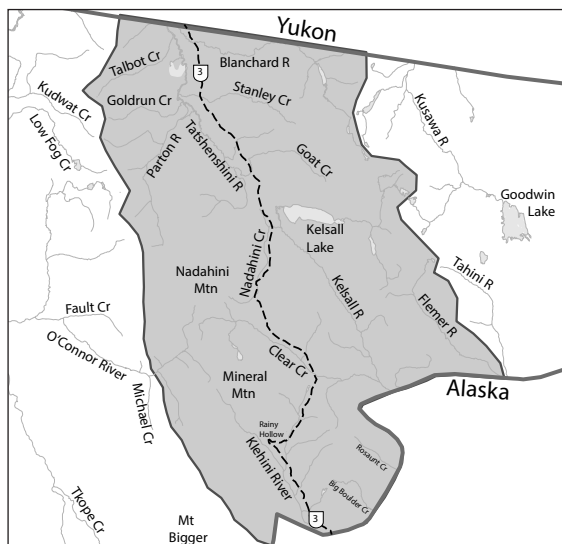 Yukon
Talbot Cr
3
Blanchard R
Kudwat Cr
Goldrun Cr
Stanley Cr
Kusawa R
Low Fog Cr
Parton R
Tatshenshini R
Goat Cr
Goodwin
Lake
Kelsall
Lake
Nadahini Cr
Tahini R
Nadahini
Mtn
Kelsall R
Flemer R
Fault Cr
O'Connor River
Clear Cr
Michael Cr
Mineral
Mtn
Alaska
Rainy
Hollow
Klehini River
Rosaunt Cr
Big Boulder Cr
Tkope Cr
3
Mt
Bigger